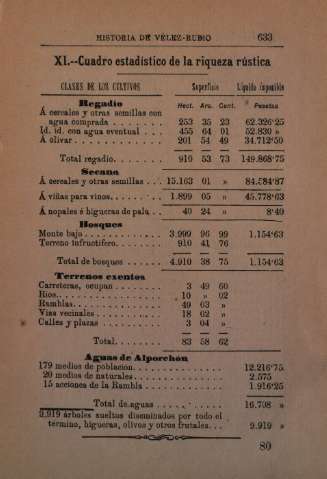 HISTORIA DE VÉLEZ-RUBIO 633
XI.--Cuadro estadístico de la riqueza rústica
CLASES DE LOS CULTIVOS Superficie Líquido imponible
Regadío Hect. Ars. Cent. Pesetas
Á cereales y otras semillas con
agua comprada . . . . . . 253 35 23 62.326'25
Id. id. con agua eventual . . . 455 64 01 52.830 »
Á olivar . . . . . . . . . . 201 54 49 34.712'50
Total regadío . . . . . . 910 53 73 149.868'75
Secano
Á cereales y otras semillas . . . 15.163 01 » 84.584'87
Á viñas para vinos . . . . . . 1.899 05 » 45.778'63
Á nopales é higueras de pala . . 40 24 » 8'40
Bosques
Monte bajo . . . . . . . . 3.999 96 99 1.154'63
Terreno infructífero . . . . . 910 41 76
Total de bosques . . . . . 4.910 38 75 1.154'63
Terrenos exentos
Carreteras, ocupan . . . . . . 3 49 60
Ríos . . . . . . . . . . . 10 » 02
Ramblas . . . . . . . . . 49 03 »
Vías vecinales . . . . . . . 18 02 »
Calles y plazas . . . . . . . 3 04 »
Total . . . . . . . 83 58 62
Aguas de Alporchón
179 medios de población . . . . . . . . 12.216'75
20 medios de naturales . . . . . . . . 2.575
15 acciones de la Rambla . . . . . . . 1.916'25
Total de aguas . . . . . . . 16.708 »
9.919 árboles sueltos diseminados por todo el
término, higueras, olivos y otros frutales . . . 9.919 »
80